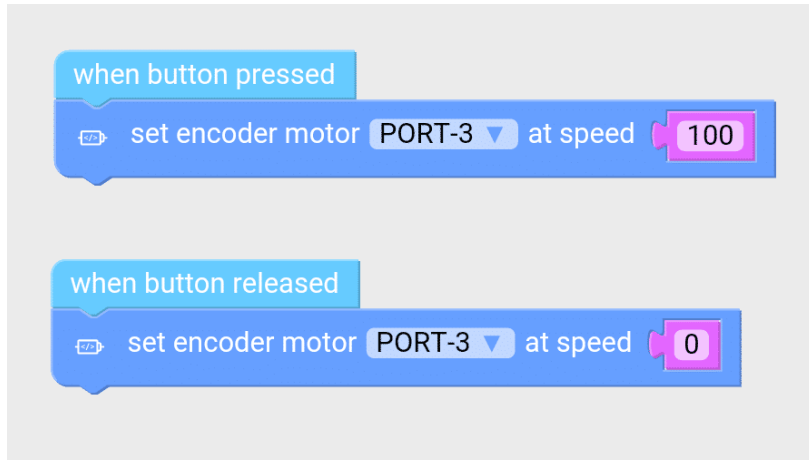 when button pressed
set encoder motor PORT-3 ▼ at speed 100
when button released
set encoder motor PORT-3 ▼ at speed 0